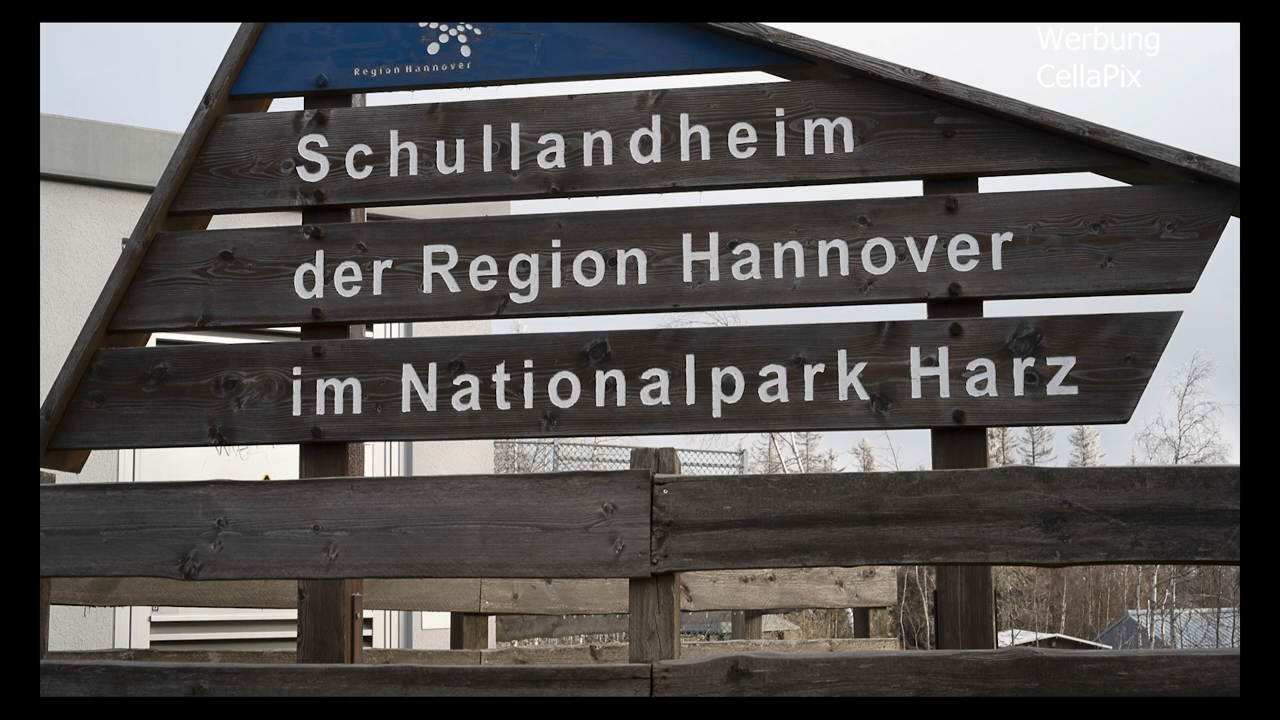 Werbung
CellaPix
Region Hannover
Schullandheim
der Region Hannover
im Nationalpark Harz